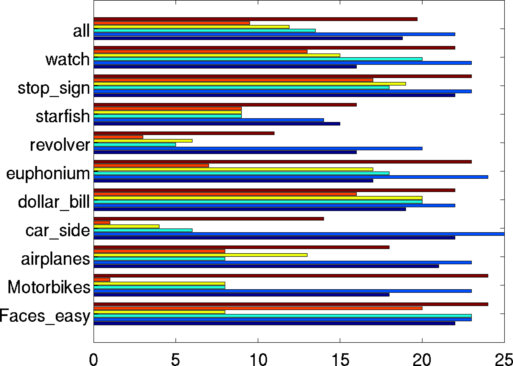 all
watch
stop_sign
starfish
revolver
euphonium
dollar_bill
car_side
airplanes
Motorbikes
Faces_easy
0 5 10 15 20 25